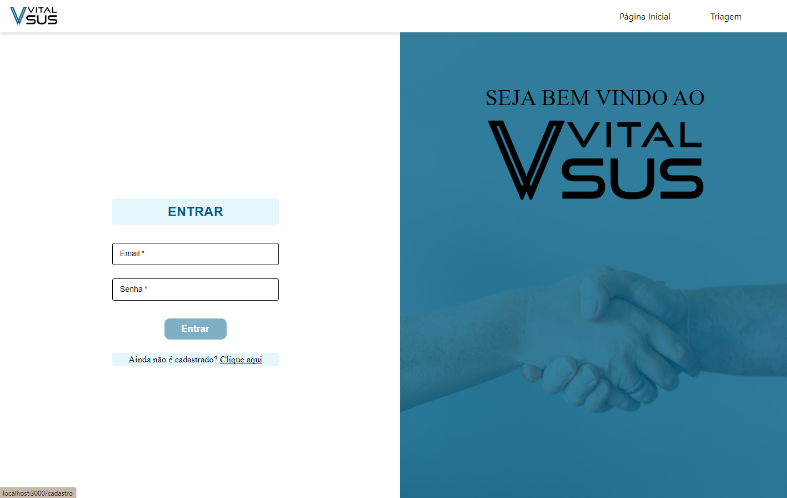 VITAL
SUS
Página Inicial
Triagem
SEJA BEM VINDO AO
VITAL
SUS
ENTRAR
Email *
Senha *
Entrar
Ainda não é cadastrado? Clique aqui
localhost:3000/cadastro